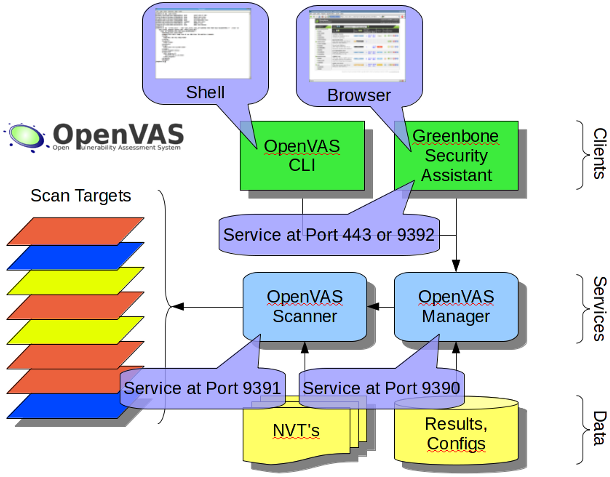 Shell
Browser
OpenVAS
Open Vulnerability Assessment System
OpenVAS
CLI
Greenbone
Security
Assistant
Clients
Scan Targets
Service at Port 443 or 9392
OpenVAS
Scanner
OpenVAS
Manager
Services
Service at Port 9391
Service at Port 9390
NVT's
Results,
Configs
Data